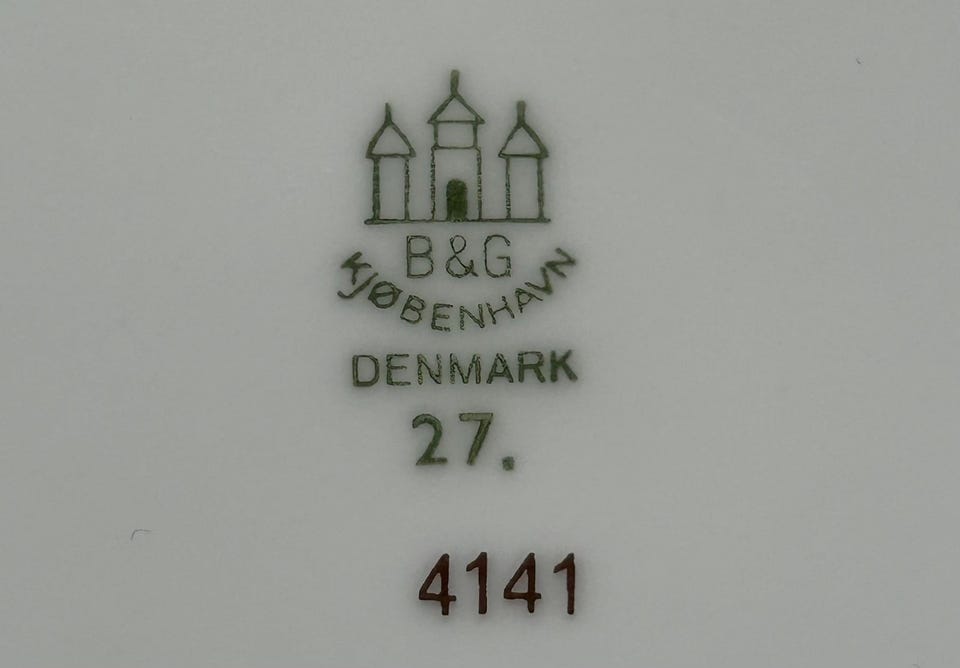 B&G
KJØBENHAVN
DENMARK
27.
4141